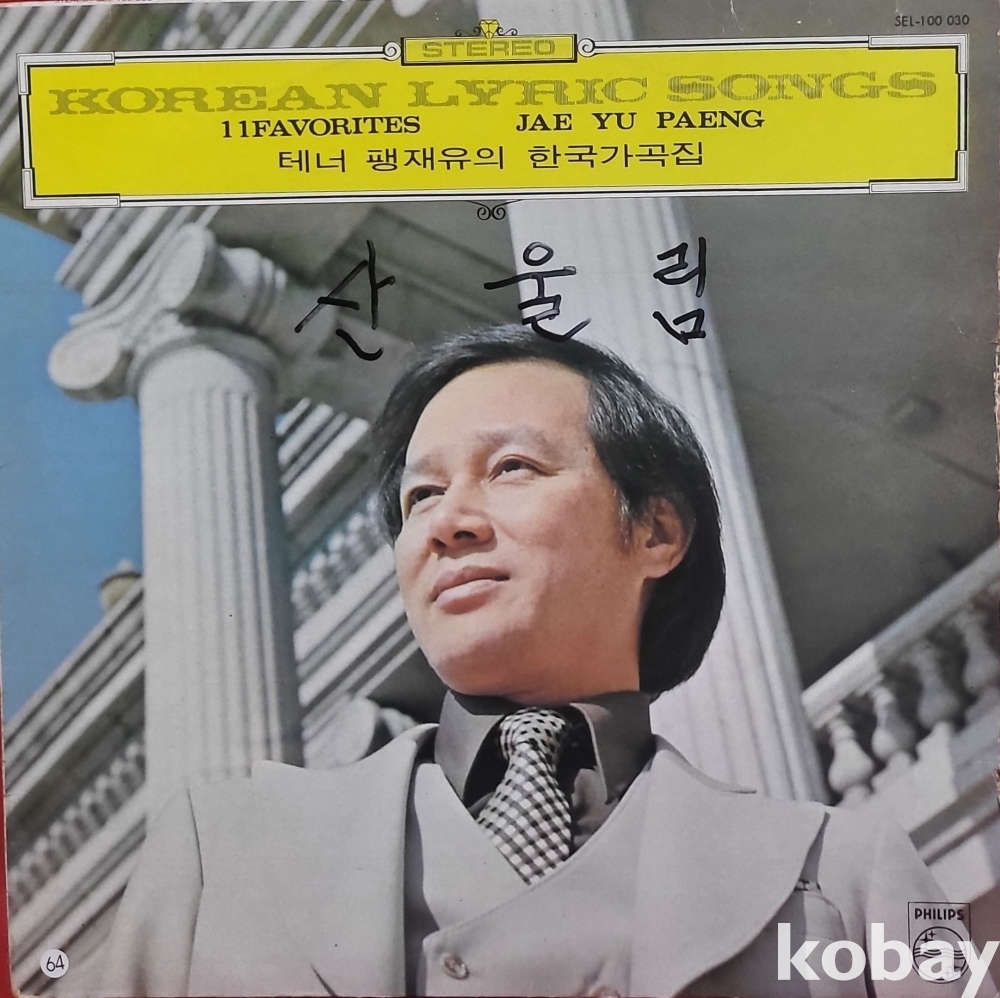 SEL-100 030
STEREO
KOREAN LYRIC SONGS
11FAVORITES JAE YU PAENG
테너 팽재유의 한국가곡집
산 울 림
PHILIPS
64
kobay